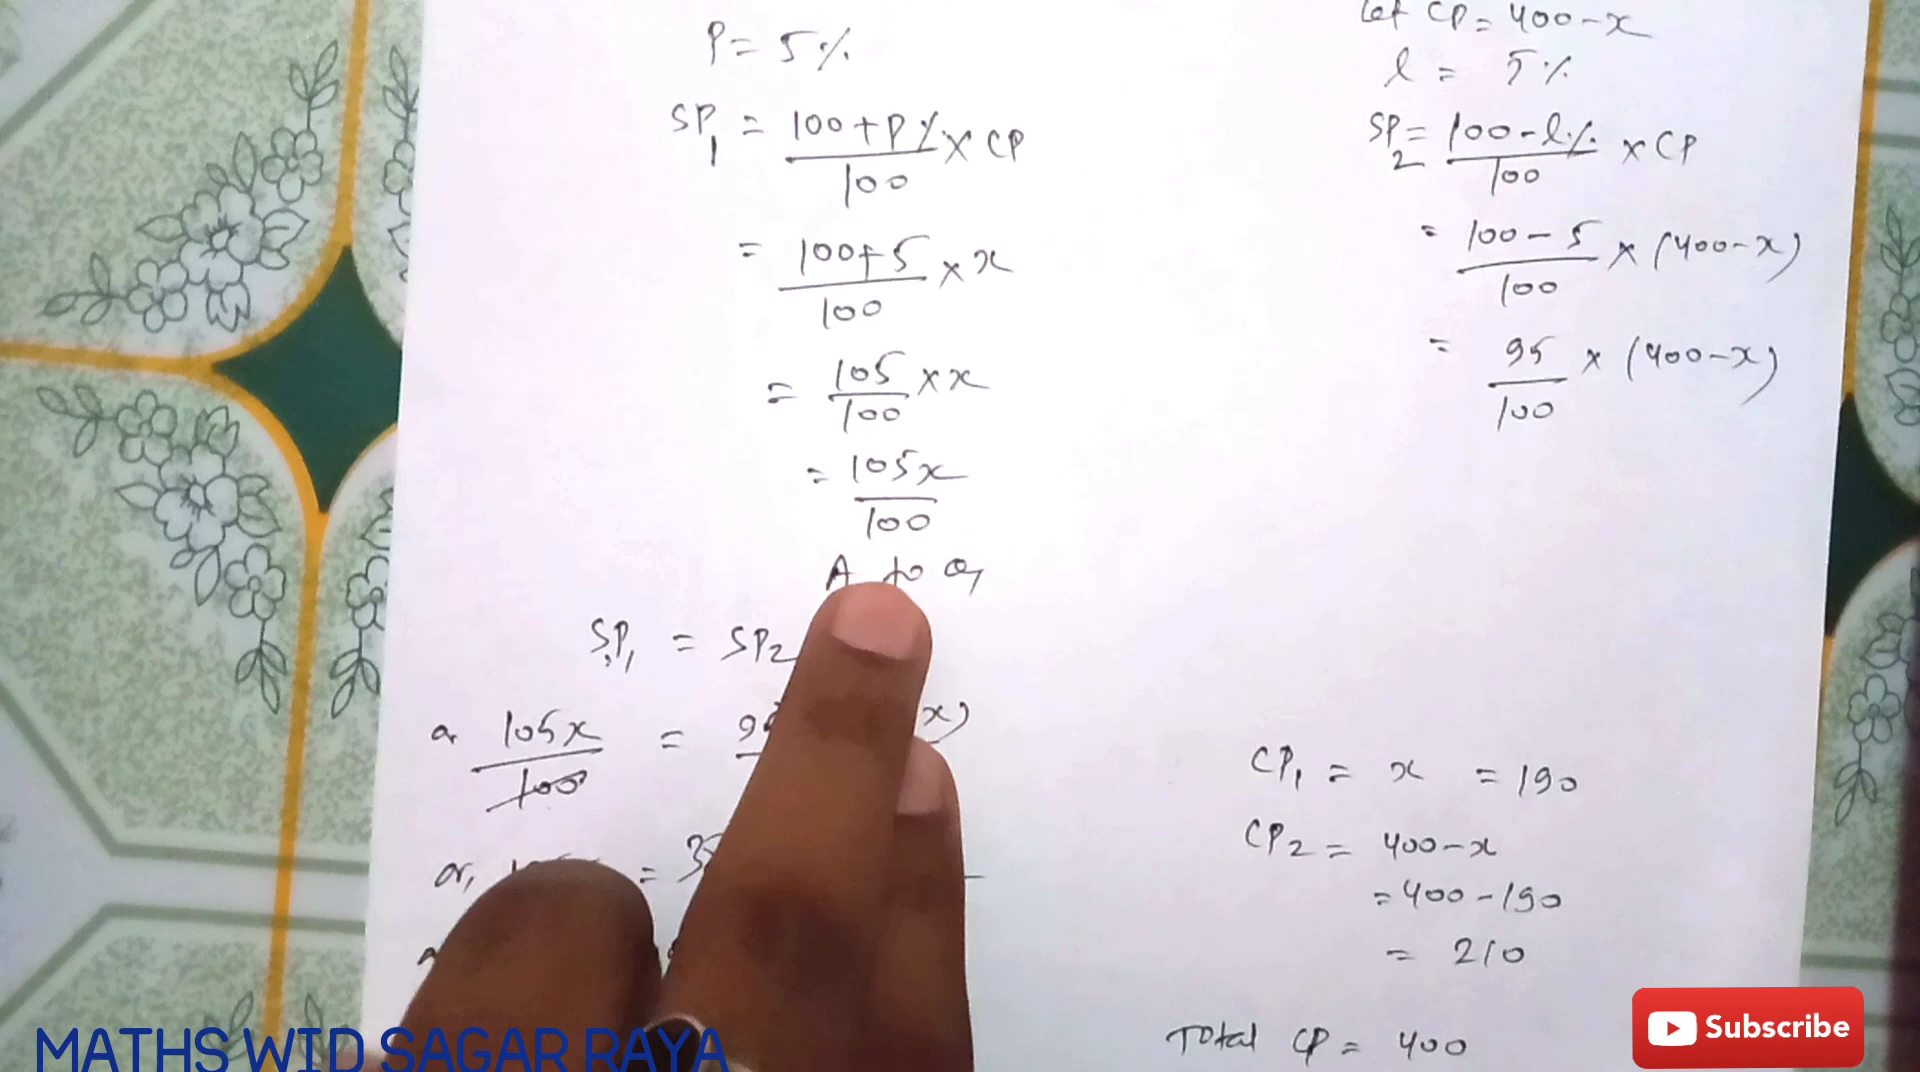 P = 5%
SP1 = 100+P% / 100 × CP
= 100+5 / 100 × x
= 105 / 100 × x
= 105x / 100
A to Q,
Let CP = 400-x
l = 5%
SP2 = 100-l% / 100 × CP
= 100-5 / 100 × (400-x)
= 95 / 100 × (400-x)
SP1 = SP2
105x / 100 = x)
or, =
CP1 = x = 190
CP2 = 400-x
= 400-190
= 210
Total CP = 400
MATHS WID SAGAR RAYA
Subscribe